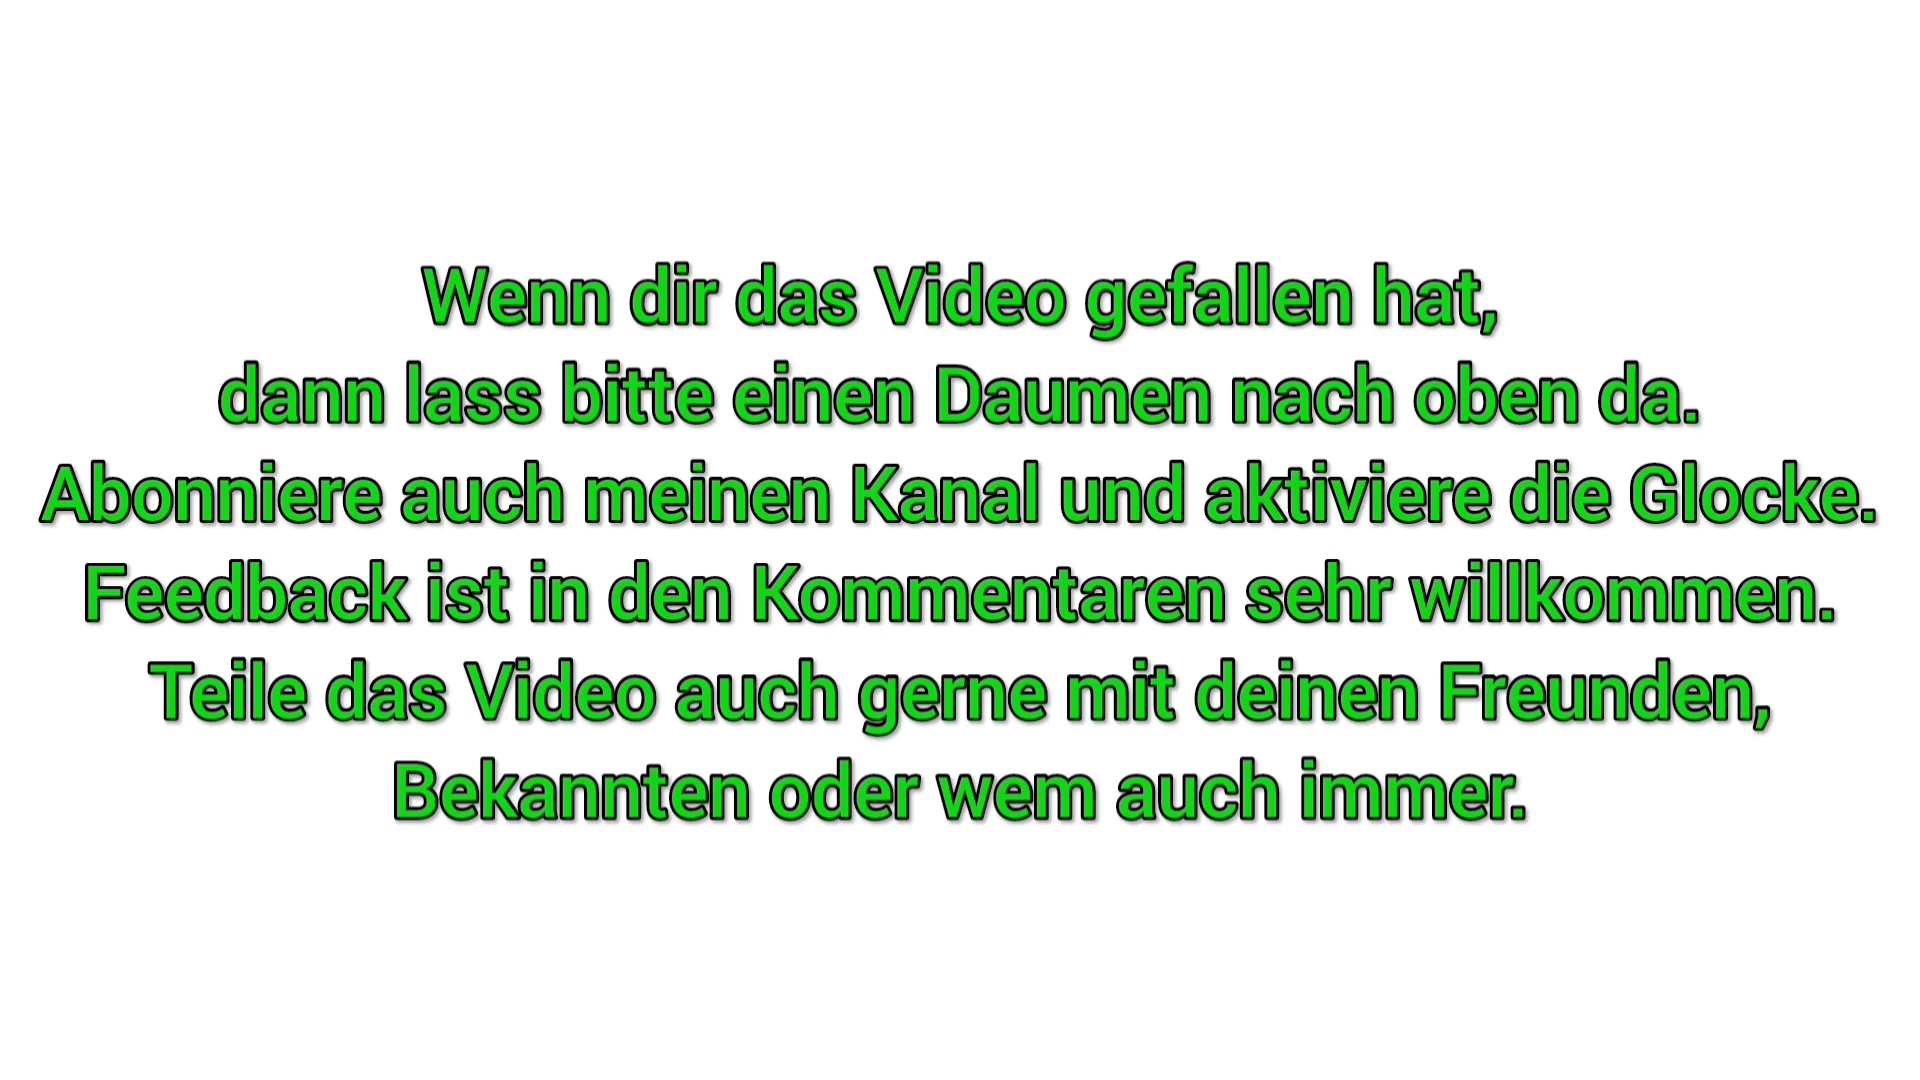 Wenn dir das Video gefallen hat,
dann lass bitte einen Daumen nach oben da.
Abonniere auch meinen Kanal und aktiviere die Glocke.
Feedback ist in den Kommentaren sehr willkommen.
Teile das Video auch gerne mit deinen Freunden,
Bekannten oder wem auch immer.